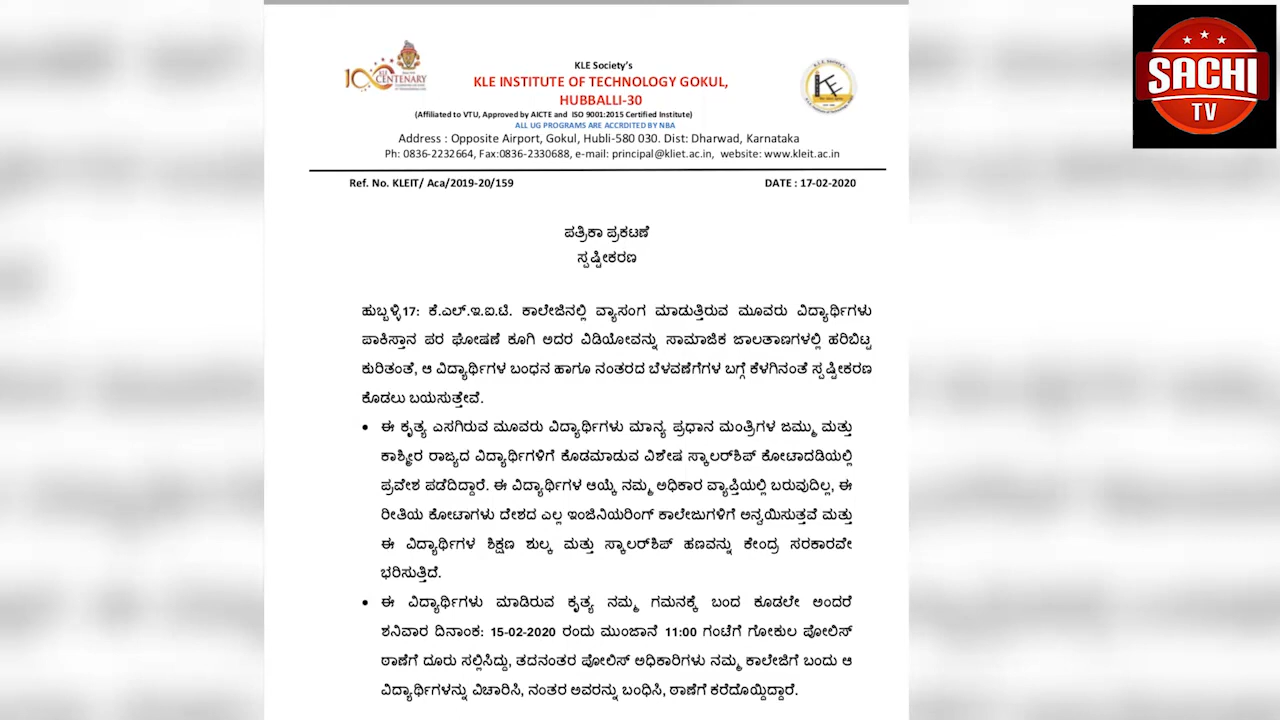 SACHI
TV
100 KLE CENTENARY
KLE Society's
KLE INSTITUTE OF TECHNOLOGY GOKUL,
HUBBALLI-30
(Affiliated to VTU, Approved by AICTE and ISO 9001:2015 Certified Institute)
ALL UG PROGRAMS ARE ACCRDITED BY NBA
Address : Opposite Airport, Gokul, Hubli-580 030. Dist: Dharwad, Karnataka
Ph: 0836-2232664, Fax:0836-2330688, e-mail: principal@kliet.ac.in, website: www.kleit.ac.in
Ref. No. KLEIT/ Aca/2019-20/159 DATE : 17-02-2020
ಪತ್ರಿಕಾ ಪ್ರಕಟಣೆ
ಸ್ಪಷ್ಟೀಕರಣ
ಹುಬ್ಬಳ್ಳಿ17: ಕೆ.ಎಲ್.ಇ.ಐ.ಟಿ. ಕಾಲೇಜಿನಲ್ಲಿ ವ್ಯಾಸಂಗ ಮಾಡುತ್ತಿರುವ ಮೂವರು ವಿದ್ಯಾರ್ಥಿಗಳು
ಪಾಕಿಸ್ತಾನ ಪರ ಘೋಷಣೆ ಕೂಗಿ ಅದರ ವಿಡಿಯೋವನ್ನು ಸಾಮಾಜಿಕ ಜಾಲತಾಣಗಳಲ್ಲಿ ಹರಿಬಿಟ್ಟ
ಕುರಿತಂತೆ, ಆ ವಿದ್ಯಾರ್ಥಿಗಳ ಬಂಧನ ಹಾಗೂ ನಂತರದ ಬೆಳವಣಿಗೆಗಳ ಬಗ್ಗೆ ಕೆಳಗಿನಂತೆ ಸ್ಪಷ್ಟೀಕರಣ
ಕೊಡಲು ಬಯಸುತ್ತೇವೆ.
• ಈ ಕೃತ್ಯ ಎಸಗಿರುವ ಮೂವರು ವಿದ್ಯಾರ್ಥಿಗಳು ಮಾನ್ಯ ಪ್ರಧಾನ ಮಂತ್ರಿಗಳ ಜಮ್ಮು ಮತ್ತು
ಕಾಶ್ಮೀರ ರಾಜ್ಯದ ವಿದ್ಯಾರ್ಥಿಗಳಿಗೆ ಕೊಡಮಾಡುವ ವಿಶೇಷ ಸ್ಕಾಲರ್‌ಶಿಪ್ ಕೋಟಾದಡಿಯಲ್ಲಿ
ಪ್ರವೇಶ ಪಡೆದಿದ್ದಾರೆ. ಈ ವಿದ್ಯಾರ್ಥಿಗಳ ಆಯ್ಕೆ ನಮ್ಮ ಅಧಿಕಾರ ವ್ಯಾಪ್ತಿಯಲ್ಲಿ ಬರುವುದಿಲ್ಲ, ಈ
ರೀತಿಯ ಕೋಟಾಗಳು ದೇಶದ ಎಲ್ಲ ಇಂಜಿನಿಯರಿಂಗ್ ಕಾಲೇಜುಗಳಿಗೆ ಅನ್ವಯಿಸುತ್ತವೆ ಮತ್ತು
ಈ ವಿದ್ಯಾರ್ಥಿಗಳ ಶಿಕ್ಷಣ ಶುಲ್ಕ ಮತ್ತು ಸ್ಕಾಲರ್‌ಶಿಪ್ ಹಣವನ್ನು ಕೇಂದ್ರ ಸರಕಾರವೇ
ಭರಿಸುತ್ತಿದೆ.
• ಈ ವಿದ್ಯಾರ್ಥಿಗಳು ಮಾಡಿರುವ ಕೃತ್ಯ ನಮ್ಮ ಗಮನಕ್ಕೆ ಬಂದ ಕೂಡಲೇ ಅಂದರೆ
ಶನಿವಾರ ದಿನಾಂಕ: 15-02-2020 ರಂದು ಮುಂಜಾನೆ 11:00 ಗಂಟೆಗೆ ಗೋಕುಲ ಪೋಲಿಸ್
ಠಾಣೆಗೆ ದೂರು ಸಲ್ಲಿಸಿದ್ದು, ತದನಂತರ ಪೋಲಿಸ್ ಅಧಿಕಾರಿಗಳು ನಮ್ಮ ಕಾಲೇಜಿಗೆ ಬಂದು ಆ
ವಿದ್ಯಾರ್ಥಿಗಳನ್ನು ವಿಚಾರಿಸಿ, ನಂತರ ಅವರನ್ನು ಬಂಧಿಸಿ, ಠಾಣೆಗೆ ಕರೆದೊಯ್ದಿದ್ದಾರೆ.